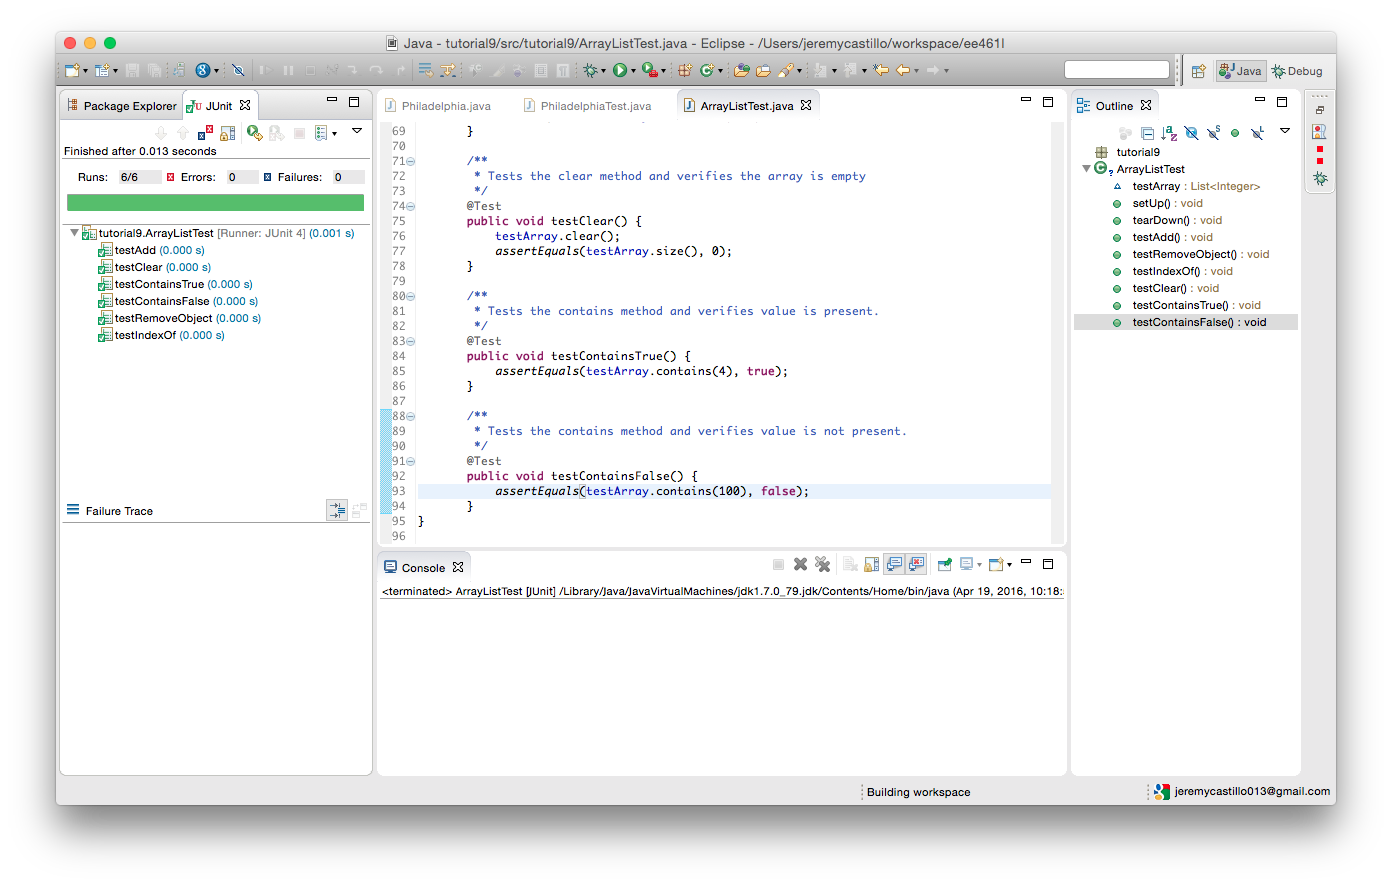 Java - tutorial9/src/tutorial9/ArrayListTest.java - Eclipse - /Users/jeremycastillo/workspace/ee461l
Java
Debug
Package Explorer
JUnit
Finished after 0.013 seconds
Runs: 6/6 Errors: 0 Failures: 0
tutorial9.ArrayListTest [Runner: JUnit 4] (0.001 s)
testAdd (0.000 s)
testClear (0.000 s)
testContainsTrue (0.000 s)
testContainsFalse (0.000 s)
testRemoveObject (0.000 s)
testIndexOf (0.000 s)
Failure Trace
Philadelphia.java
PhiladelphiaTest.java
ArrayListTest.java
69 }
70
71 /**
72 * Tests the clear method and verifies the array is empty
73 */
74 @Test
75 public void testClear() {
76 testArray.clear();
77 assertEquals(testArray.size(), 0);
78 }
79
80 /**
81 * Tests the contains method and verifies value is present.
82 */
83 @Test
84 public void testContainsTrue() {
85 assertEquals(testArray.contains(4), true);
86 }
87
88 /**
89 * Tests the contains method and verifies value is not present.
90 */
91 @Test
92 public void testContainsFalse() {
93 assertEquals(testArray.contains(100), false);
94 }
95 }
96
Console
<terminated> ArrayListTest [JUnit] /Library/Java/JavaVirtualMachines/jdk1.7.0_79.jdk/Contents/Home/bin/java (Apr 19, 2016, 10:18:
Outline
tutorial9
ArrayListTest
testArray : List<Integer>
setUp() : void
tearDown() : void
testAdd() : void
testRemoveObject() : void
testIndexOf() : void
testClear() : void
testContainsTrue() : void
testContainsFalse() : void
Building workspace
jeremycastillo013@gmail.com